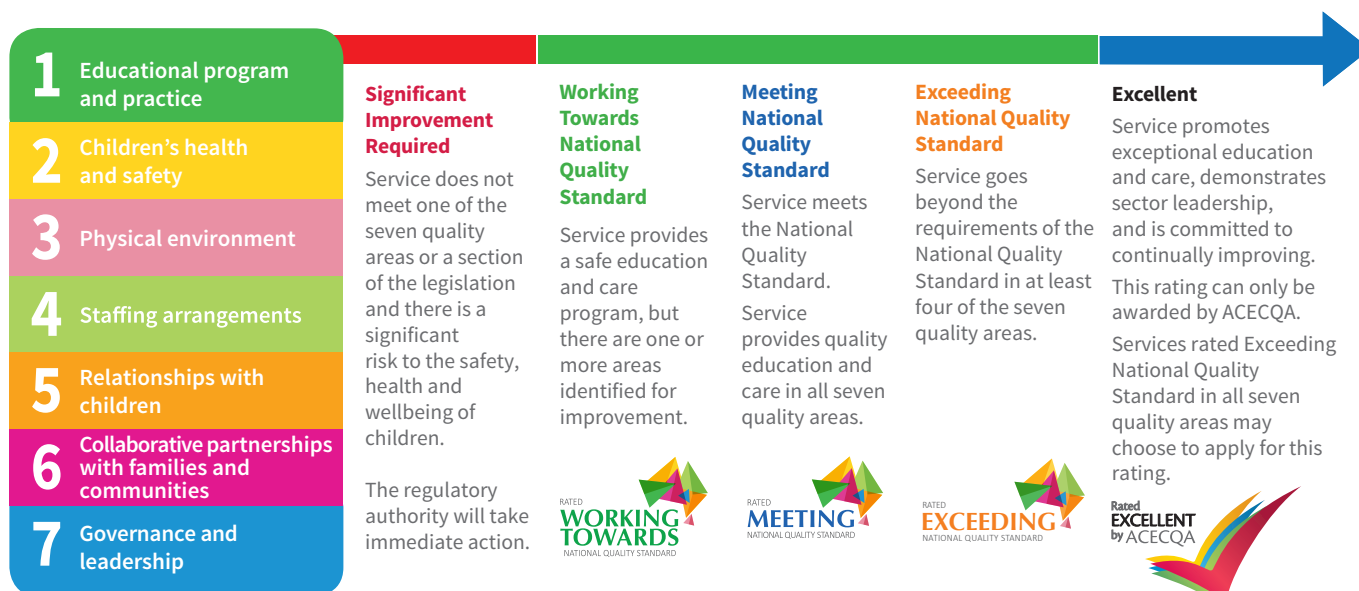 1
Educational program
and practice
2
Children's health
and safety
3
Physical environment
4
Staffing arrangements
5
Relationships with
children
6
Collaborative partnerships
with families and
communities
7
Governance and
leadership
Significant
Improvement
Required
Service does not
meet one of the
seven quality
areas or a section
of the legislation
and there is a
significant
risk to the safety,
health and
wellbeing of
children.
The regulatory
authority will take
immediate action.
Working
Towards
National
Quality
Standard
Service provides
a safe education
and care
program, but
there are one or
more areas
identified for
improvement.
RATED
WORKING
TOWARDS
NATIONAL QUALITY STANDARD
Meeting
National
Quality
Standard
Service meets
the National
Quality
Standard.
Service
provides quality
education and
care in all seven
quality areas.
RATED
MEETING
NATIONAL QUALITY STANDARD
Exceeding
National Quality
Standard
Service goes
beyond the
requirements of the
National Quality
Standard in at least
four of the seven
quality areas.
RATED
EXCEEDING
NATIONAL QUALITY STANDARD
Excellent
Service promotes
exceptional education
and care, demonstrates
sector leadership,
and is committed to
continually improving.
This rating can only be
awarded by ACECQA.
Services rated Exceeding
National Quality
Standard in all seven
quality areas may
choose to apply for this
rating.
Rated
EXCELLENT
by ACECQA